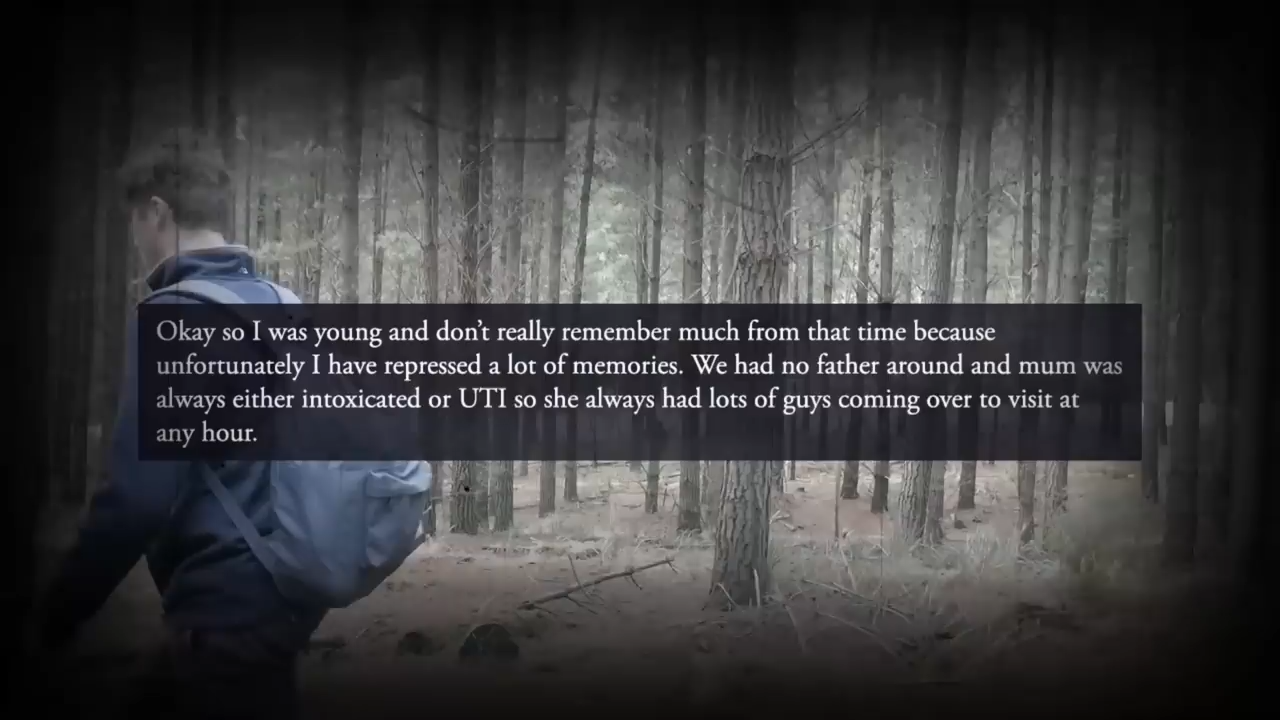 Okay so I was young and don't really remember much from that time because
unfortunately I have repressed a lot of memories. We had no father around and mum was
always either intoxicated or UTI so she always had lots of guys coming over to visit at
any hour.